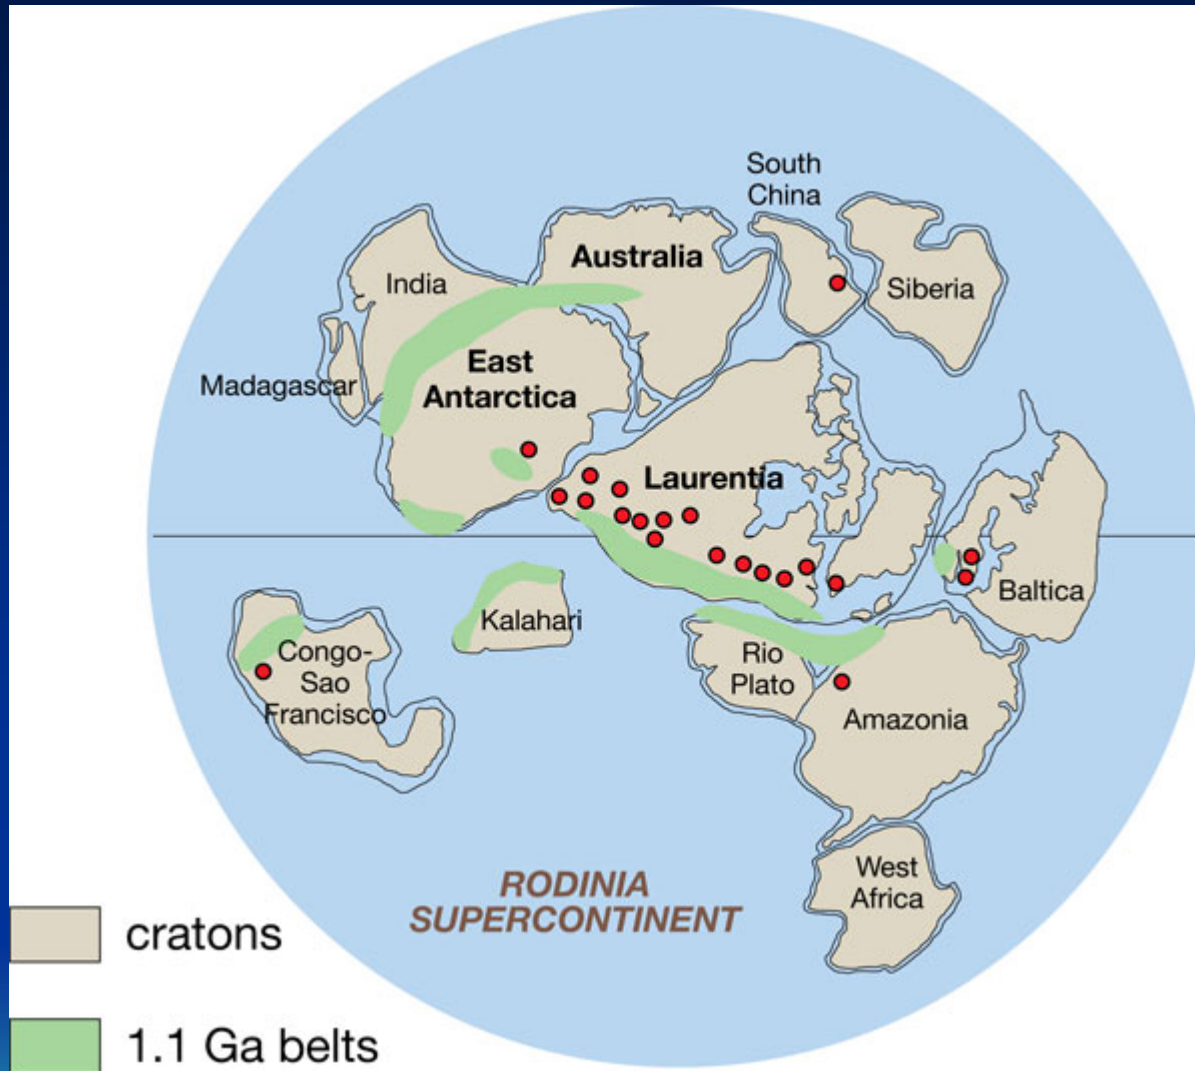 South
China
Australia
India
Siberia
East
Antarctica
Madagascar
Laurentia
Baltica
Kalahari
Congo-
Sao
Francisco
Rio
Plato
Amazonia
West
Africa
RODINIA
SUPERCONTINENT
cratons
1.1 Ga belts